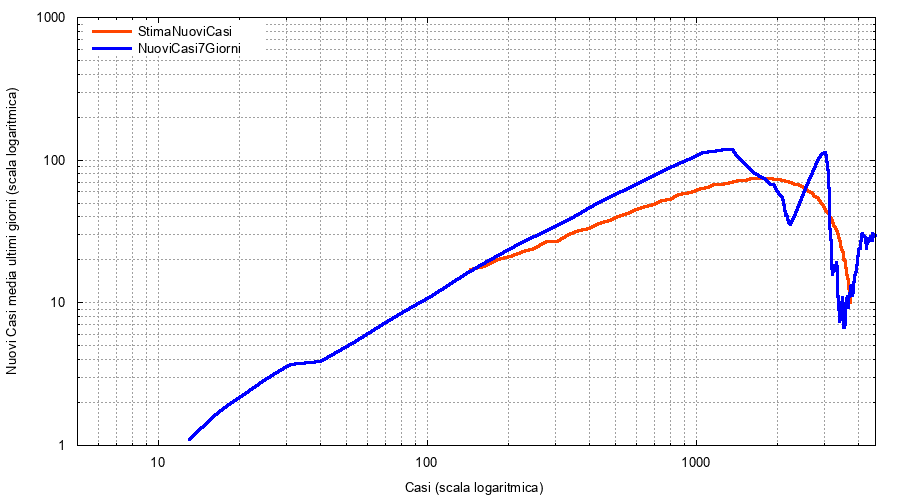 1000
StimaNuoviCasi
NuoviCasi7Giorni
100
10
1
Nuovi Casi media ultimi giorni (scala logaritmica)
10
100
1000
Casi (scala logaritmica)